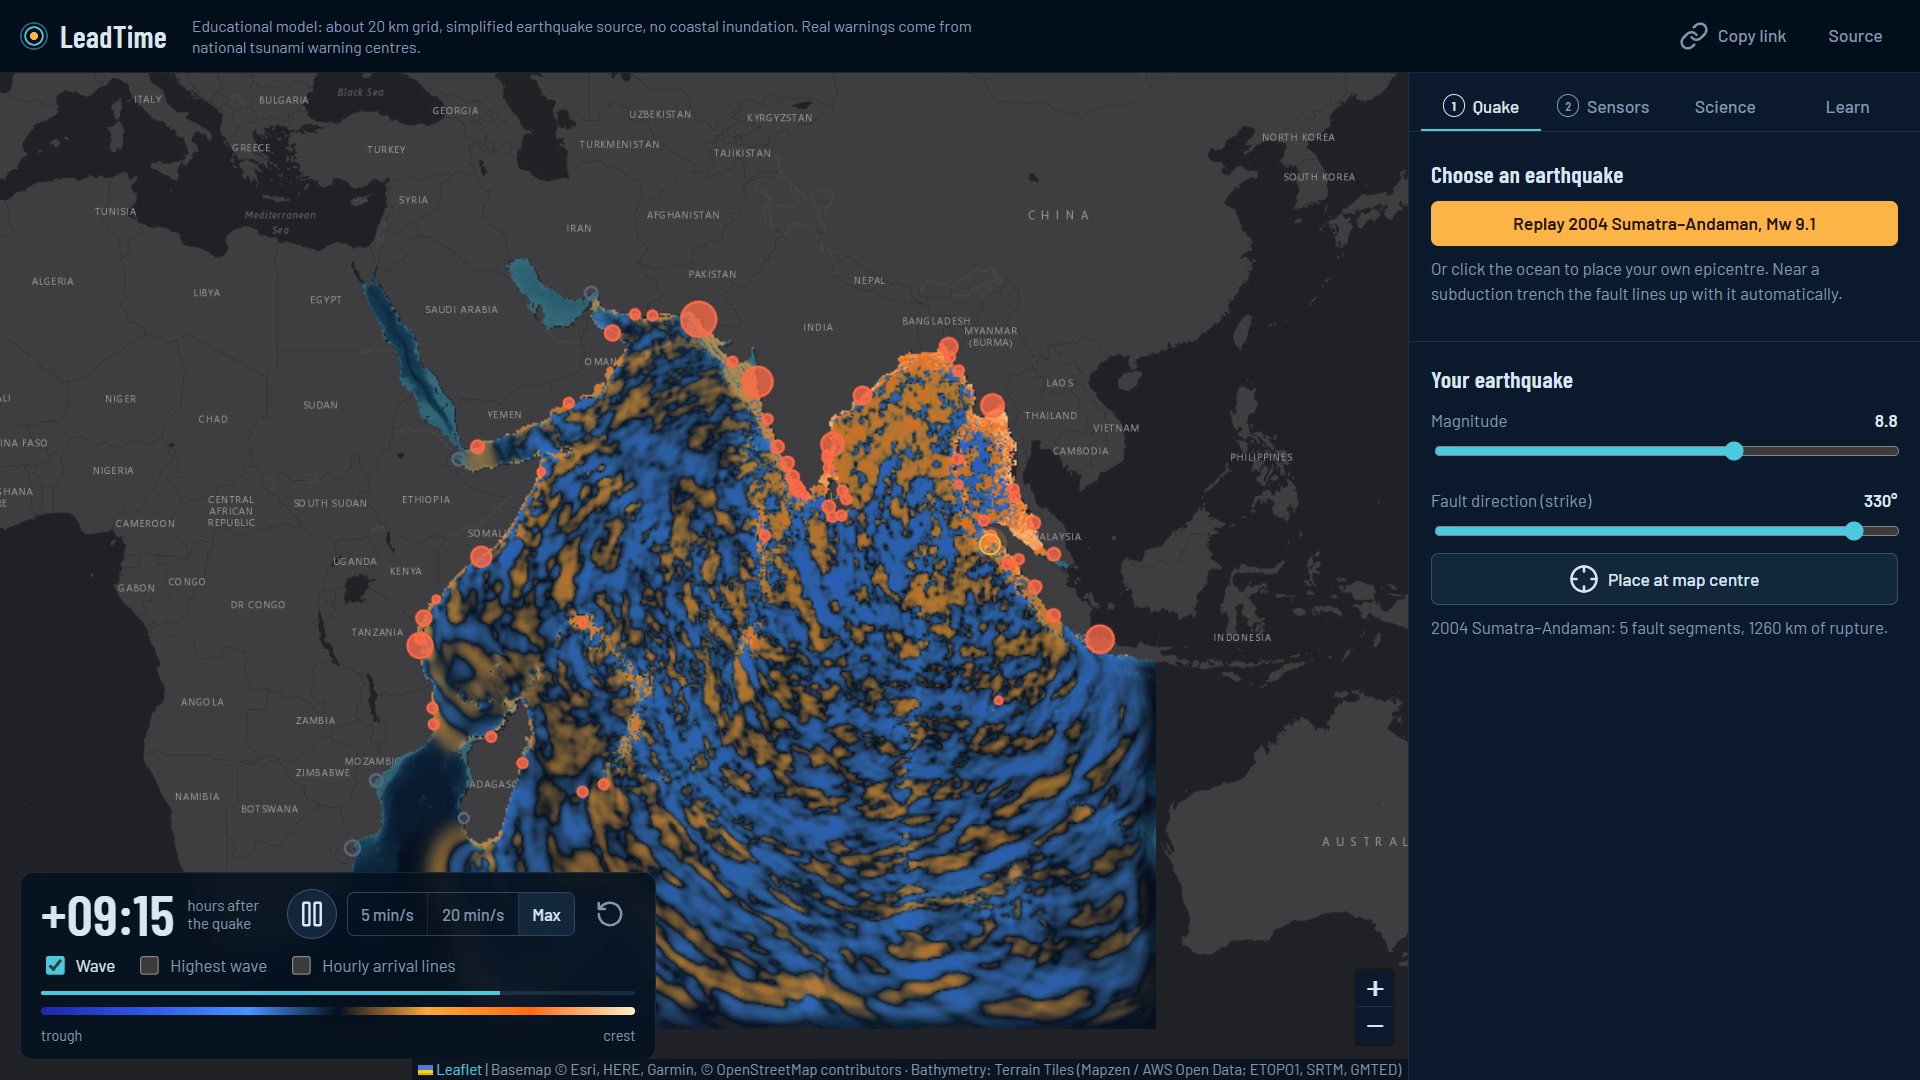 LeadTime
Educational model: about 20 km grid, simplified earthquake source, no coastal inundation. Real warnings come from
national tsunami warning centres.
Copy link
Source
1 Quake
2 Sensors
Science
Learn
Choose an earthquake
Replay 2004 Sumatra–Andaman, Mw 9.1
Or click the ocean to place your own epicentre. Near a
subduction trench the fault lines up with it automatically.
Your earthquake
Magnitude
8.8
Fault direction (strike)
330°
Place at map centre
2004 Sumatra–Andaman: 5 fault segments, 1260 km of rupture.
ITALY
BULGARIA
Black Sea
GEORGIA
UZBEKISTAN
KYRGYZSTAN
NORTH KOREA
GREECE
TURKEY
TURKMENISTAN
TAJIKISTAN
SOUTH KOREA
TUNISIA
Mediterranean
Sea
SYRIA
AFGHANISTAN
CHINA
IRAN
ALGERIA
LIBYA
EGYPT
SAUDI ARABIA
PAKISTAN
NEPAL
INDIA
BANGLADESH
MYANMAR
(BURMA)
OMAN
LAOS
NIGER
CHAD
SUDAN
YEMEN
THAILAND
VIETNAM
INA FASO
CAMBODIA
PHILIPPINES
NIGERIA
GHANA
CENTRAL
AFRICAN
REPUBLIC
SOUTH SUDAN
ETHIOPIA
CAMEROON
SOMALI
ALAYSIA
UGANDA
KENYA
GABON
CONGO
DR CONGO
TANZANIA
INDONESIA
ANGOLA
ZAMBIA
MOZAMBIQ
ZIMBABWE
ADAGASC
NAMIBIA
BOTSWANA
AUSTRAL
+09:15
hours after
the quake
5 min/s
20 min/s
Max
Wave
Highest wave
Hourly arrival lines
trough
crest
+
−
Leaflet | Basemap © Esri, HERE, Garmin, © OpenStreetMap contributors · Bathymetry: Terrain Tiles (Mapzen / AWS Open Data; ETOPO1, SRTM, GMTED)